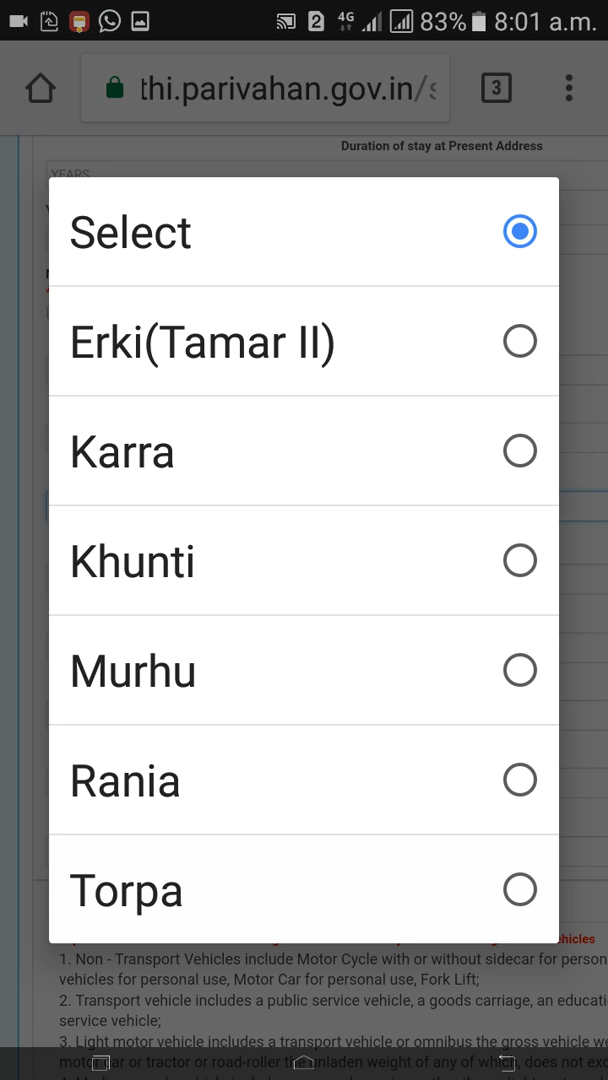 2 4G 83% 8:01 a.m.
thi.parivahan.gov.in/s
3
Duration of stay at Present Address
YEARS
Select
Erki(Tamar II)
Karra
Khunti
Murhu
Rania
Torpa
hicles
1. Non - Transport Vehicles include Motor Cycle with or without sidecar for person
vehicles for personal use, Motor Car for personal use, Fork Lift;
2. Transport vehicle includes a public service vehicle, a goods carriage, an educati
service vehicle;
3. Light motor vehicle includes a transport vehicle or omnibus the gross vehicle we
motor car or tractor or road-roller the unladen weight of any of which, does not exc